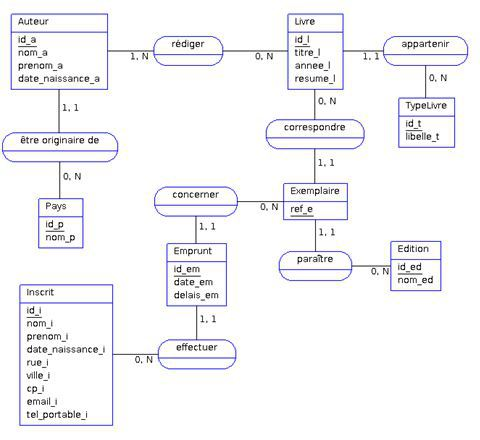 Auteur
id_a
nom_a
prenom_a
date_naissance_a
1, N
rédiger
0, N
Livre
id_l
titre_l
annee_l
resume_l
1, 1
appartenir
0, N
TypeLivre
id_t
libelle_t
1, 1
être originaire de
0, N
Pays
id_p
nom_p
0, N
correspondre
1, 1
Exemplaire
ref_e
concerner
0, N
1, 1
Emprunt
id_em
date_em
delais_em
1, 1
paraître
0, N
Edition
id_ed
nom_ed
1, 1
effectuer
0, N
Inscrit
id_i
nom_i
prenom_i
date_naissance_i
rue_i
ville_i
cp_i
email_i
tel_portable_i